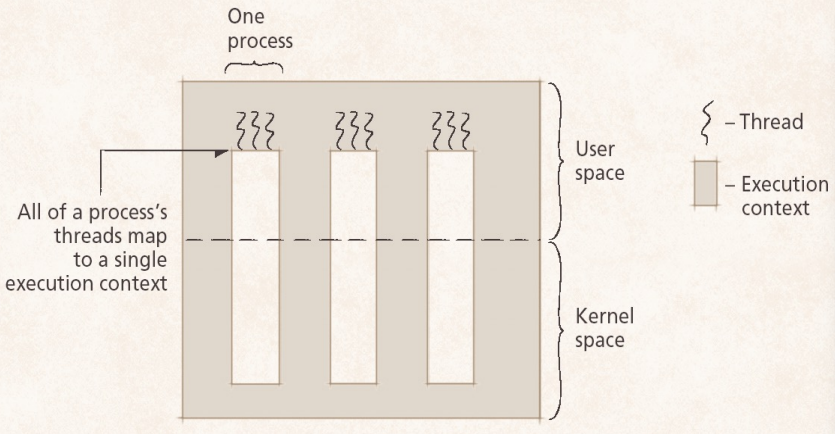 One
process
User
space
– Thread
– Execution
context
All of a process’s
threads map
to a single
execution context
Kernel
space